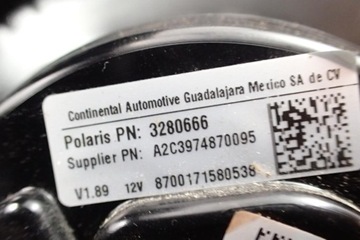 Continental Automotive Guadalajara Mexico SA de CV
Polaris PN: 3280666
Supplier PN: A2C3974870095
V1.89 12V 8700171580536